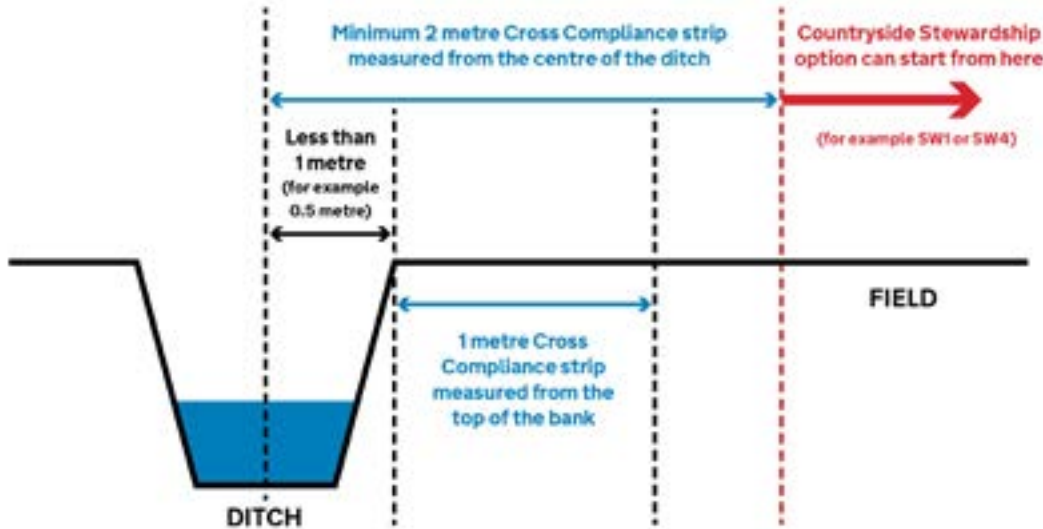 Minimum 2 metre Cross Compliance strip
measured from the centre of the ditch
Countryside Stewardship
option can start from here
(for example SW1 or SW4)
Less than
1 metre
(for example
0.5 metre)
FIELD
1 metre Cross
Compliance strip
measured from the
top of the bank
DITCH